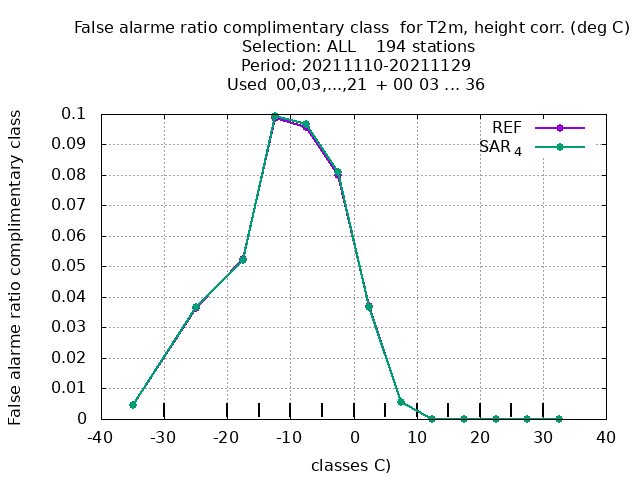 False alarme ratio complimentary class  for T2m, height corr. (deg C)
Selection: ALL    194 stations
Period: 20211110-20211129
Used  00,03,...,21  + 00 03 ... 36
False alarme ratio complimentary class
0.1
0.09
0.08
0.07
0.06
0.05
0.04
0.03
0.02
0.01
0
REF
SAR 4
-40 -30 -20 -10 0 10 20 30 40
classes C)